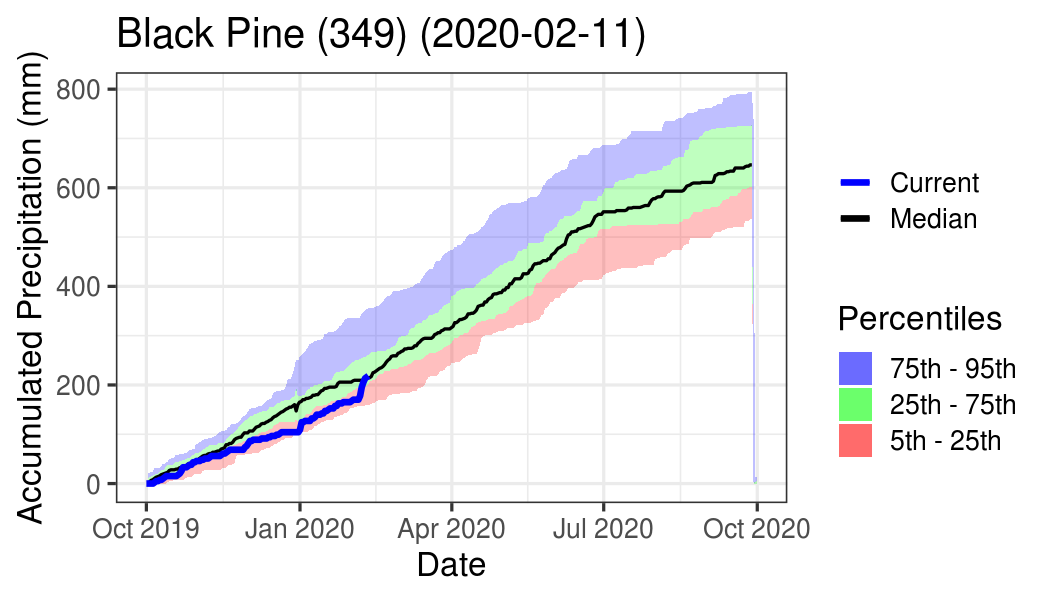 Black Pine (349) (2020-02-11)
Accumulated Precipitation (mm)
800
600
400
200
0
Oct 2019
Jan 2020
Apr 2020
Jul 2020
Oct 2020
Date
Current
Median
Percentiles
75th - 95th
25th - 75th
5th - 25th